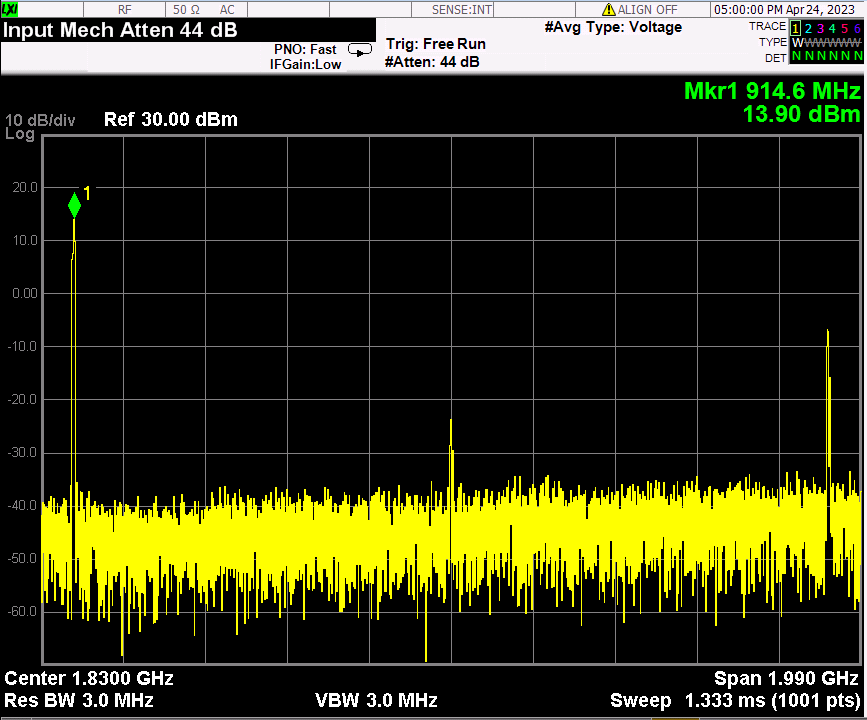 LXI RF 50 Ω AC SENSE:INT ALIGN OFF 05:00:00 PM Apr 24, 2023
Input Mech Atten 44 dB
PNO: Fast
IFGain:Low
Trig: Free Run
#Atten: 44 dB
#Avg Type: Voltage
TRACE 1 2 3 4 5 6
TYPE WWWWWW
DET N N N N N N
Mkr1 914.6 MHz
13.90 dBm
10 dB/div Ref 30.00 dBm
Log
1
20.0
10.0
0.00
-10.0
-20.0
-30.0
-40.0
-50.0
-60.0
Center 1.8300 GHz Span 1.990 GHz
Res BW 3.0 MHz VBW 3.0 MHz Sweep 1.333 ms (1001 pts)